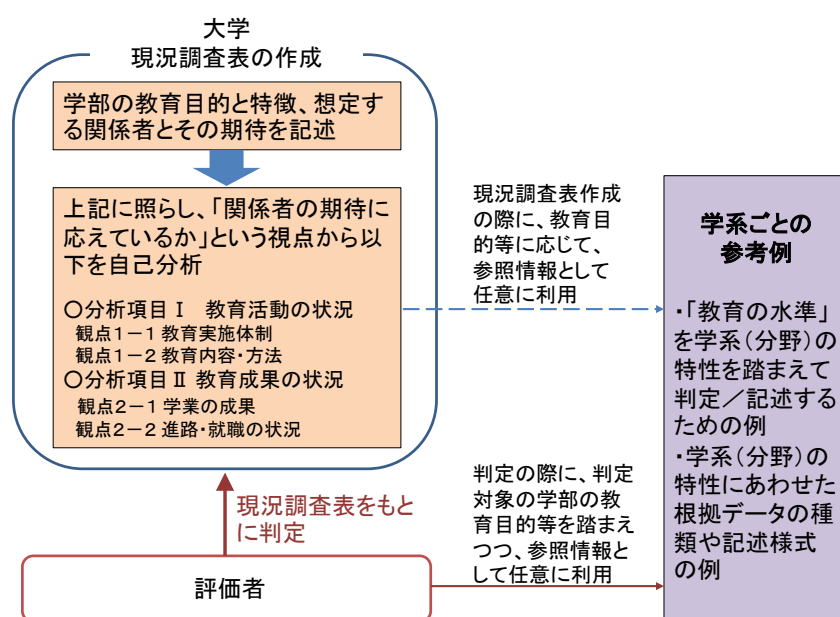 大学
現況調査表の作成
学部の教育目的と特徴、想定す
る関係者とその期待を記述
上記に照らし、「関係者の期待に
応えているか」という視点から以
下を自己分析
〇分析項目Ⅰ　教育活動の状況
観点１－１ 教育実施体制
観点１－２ 教育内容・方法
〇分析項目Ⅱ 教育成果の状況
観点２－１ 学業の成果
観点２－２ 進路・就職の状況
現況調査表作成
の際に、教育目
的等に応じて、
参照情報として
任意に利用
学系ごとの
参考例
・「教育の水準」
を学系（分野）の
特性を踏まえて
判定／記述する
ための例
・学系（分野）の
特性にあわせた
根拠データの種
類や記述様式
の例
現況調査表をもと
に判定
判定の際に、判定
対象の学部の教
育目的等を踏まえ
つつ、参照情報と
して任意に利用
評価者